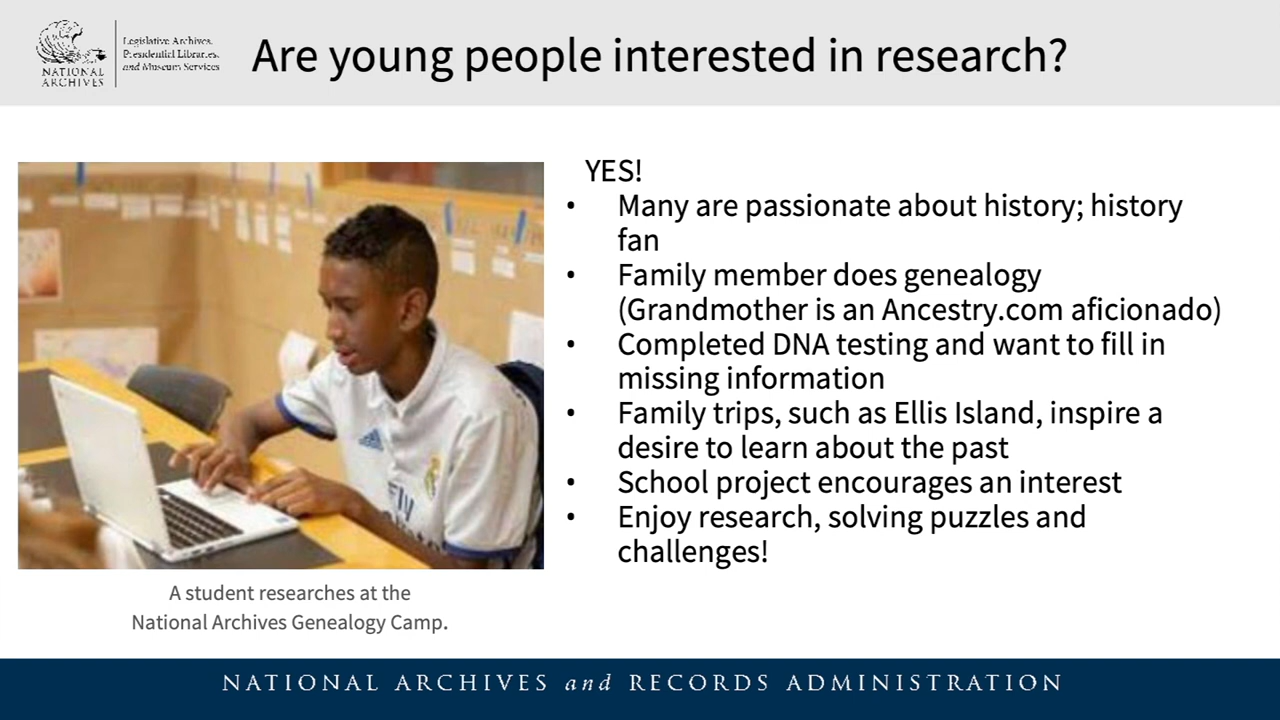 NATIONAL
ARCHIVES
Legislative Archives,
Presidential Libraries,
and Museum Services
Are young people interested in research?
YES!
• Many are passionate about history; history
fan
• Family member does genealogy
(Grandmother is an Ancestry.com aficionado)
• Completed DNA testing and want to fill in
missing information
• Family trips, such as Ellis Island, inspire a
desire to learn about the past
• School project encourages an interest
• Enjoy research, solving puzzles and
challenges!
A student researches at the
National Archives Genealogy Camp.
NATIONAL ARCHIVES and RECORDS ADMINISTRATION